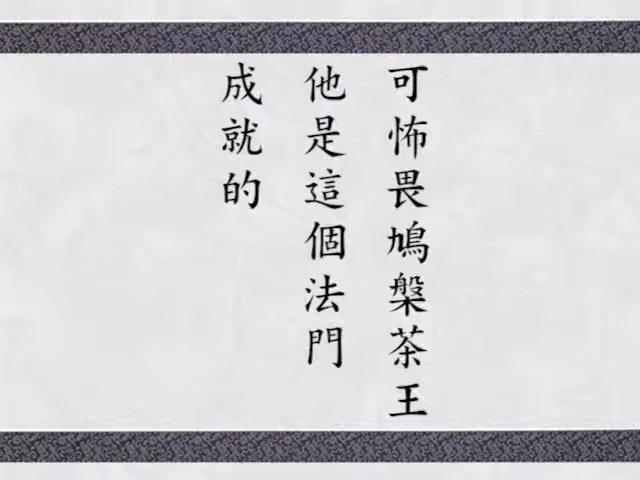 可怖畏鳩槃茶王
他是這個法門
成就的